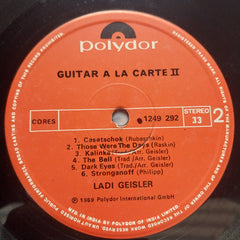 polydor
GUITAR A LA CARTE II
CORES
1249 292
STEREO
33
2
1. Casatschok (Rubaschkin)
2. Those Were The Days (Raskin)
3. Kalinka (Trad./Arr. Geisler)
4. The Bell (Trad./Arr. Geisler)
5. Dark Eyes (Trad./Arr. Geisler)
6. Stronganoff (Philipp)
LADI GEISLER
℗ 1969 Polydor International GmbH